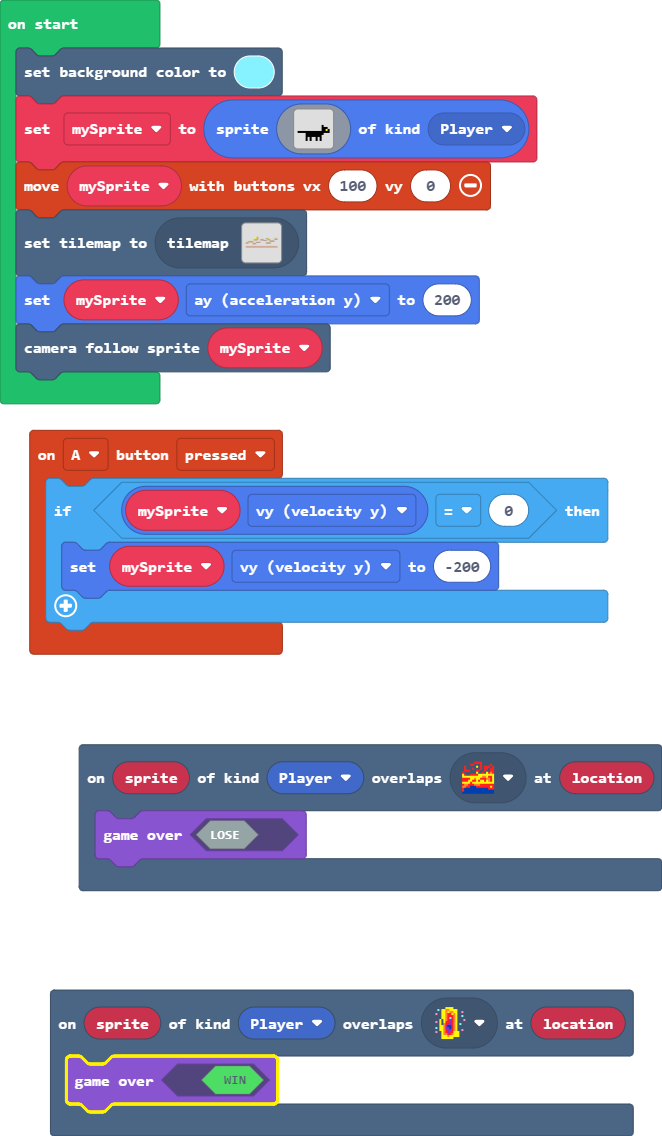 on start
set background color to
set mySprite to sprite of kind Player
move mySprite with buttons vx 100 vy 0
set tilemap to tilemap
set mySprite ay (acceleration y) to 200
camera follow sprite mySprite
on A button pressed
if mySprite vy (velocity y) = 0 then
set mySprite vy (velocity y) to -200
on sprite of kind Player overlaps at location
game over LOSE
on sprite of kind Player overlaps at location
game over WIN